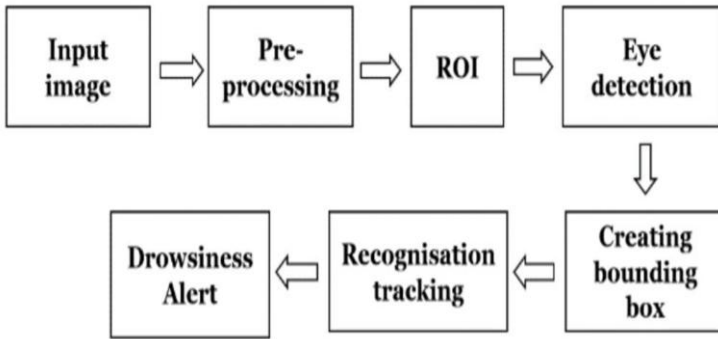 Input
image
Pre-
processing
ROI
Eye
detection
Creating
bounding
box
Recognisation
tracking
Drowsiness
Alert